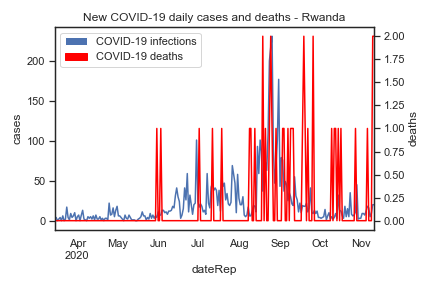 New COVID-19 daily cases and deaths - Rwanda
COVID-19 infections
COVID-19 deaths
cases
200
150
100
50
0
deaths
2.00
1.75
1.50
1.25
1.00
0.75
0.50
0.25
0.00
Apr May Jun Jul Aug Sep Oct Nov
2020
dateRep